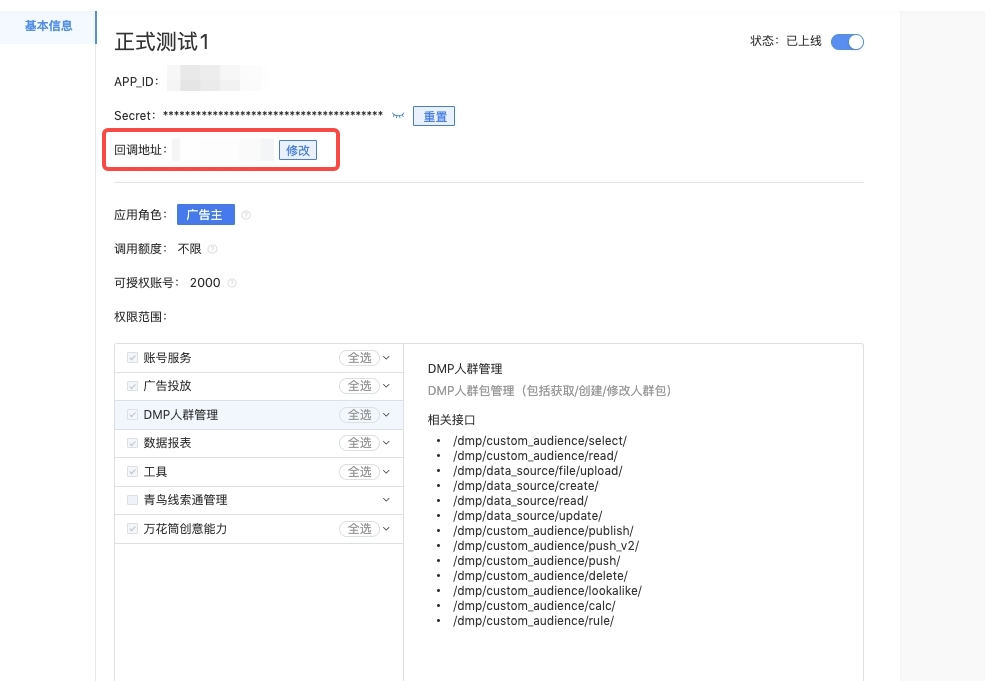 基本信息
正式测试1
状态：已上线
APP_ID：
Secret：**************************************** 重置
回调地址： 修改
应用角色： 广告主
调用额度： 不限
可授权账号： 2000
权限范围：
账号服务 全选
广告投放 全选
DMP人群管理 全选
数据报表 全选
工具 全选
青鸟线索通管理
万花筒创意能力 全选
DMP人群管理
DMP人群包管理（包括获取/创建/修改人群包）
相关接口
• /dmp/custom_audience/select/
• /dmp/custom_audience/read/
• /dmp/data_source/file/upload/
• /dmp/data_source/create/
• /dmp/data_source/read/
• /dmp/data_source/update/
• /dmp/custom_audience/publish/
• /dmp/custom_audience/push_v2/
• /dmp/custom_audience/push/
• /dmp/custom_audience/delete/
• /dmp/custom_audience/lookalike/
• /dmp/custom_audience/calc/
• /dmp/custom_audience/rule/